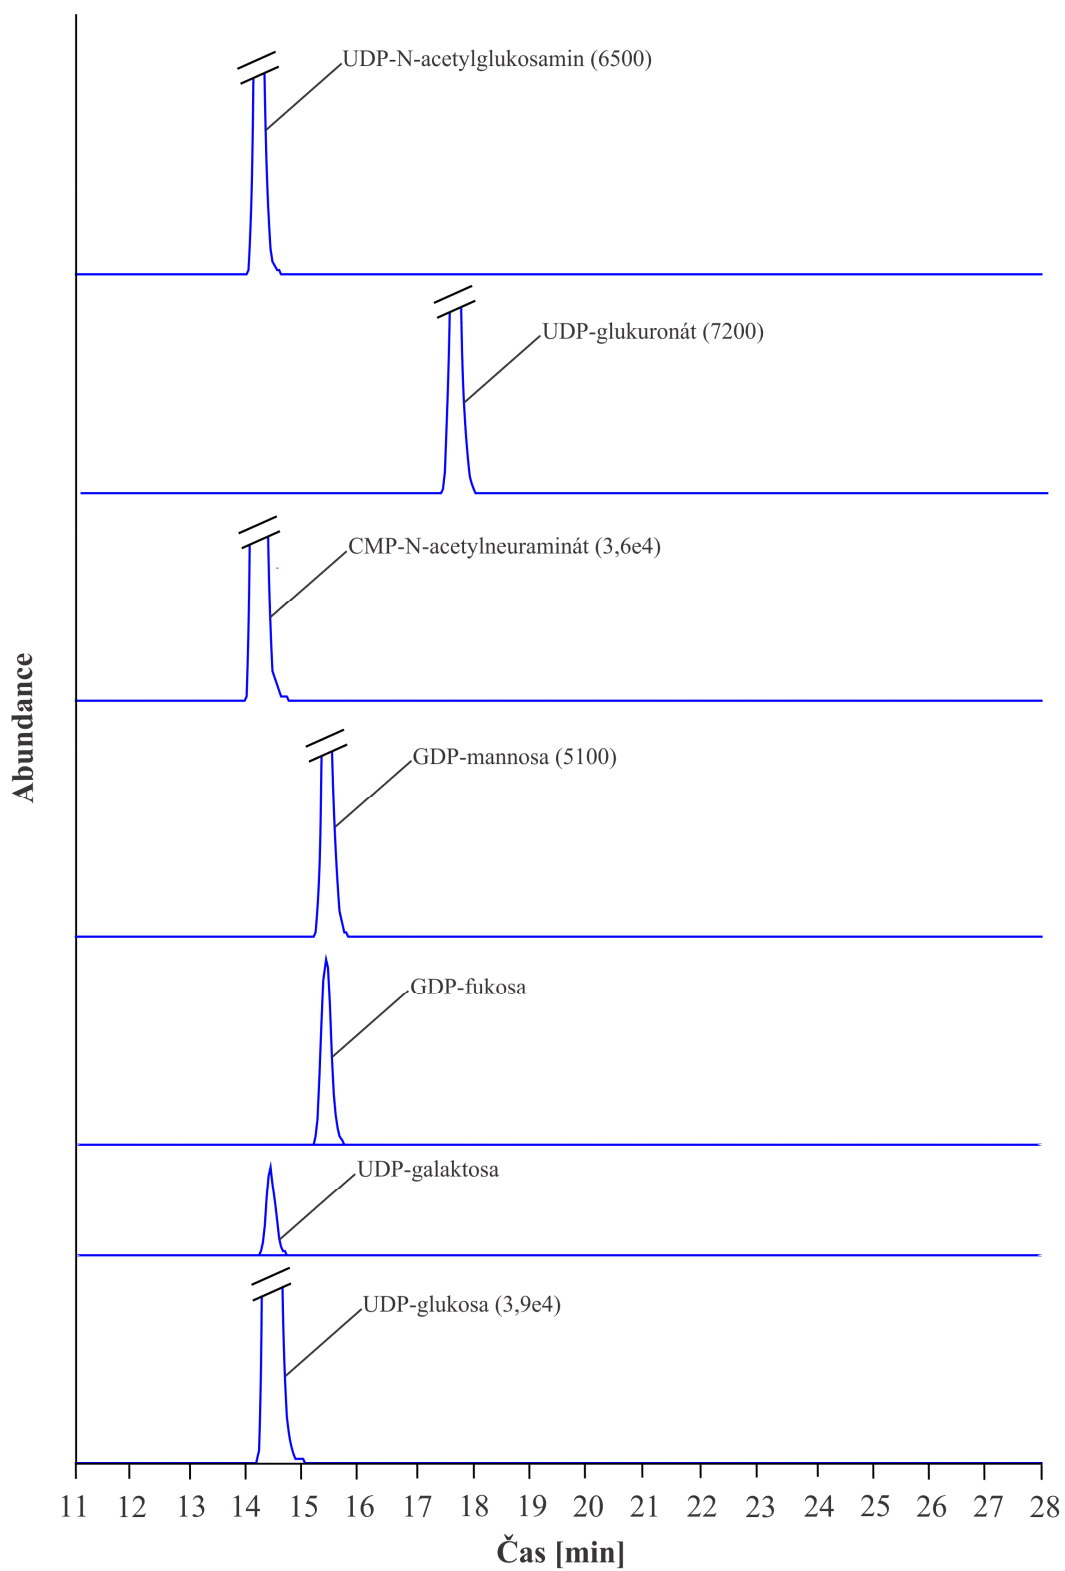 UDP-N-acetylglukosamin (6500)
UDP-glukuronát (7200)
CMP-N-acetylneuraminát (3,6e4)
GDP-mannosa (5100)
GDP-fukosa
UDP-galaktosa
UDP-glukosa (3,9e4)
Abundance
11 12 13 14 15 16 17 18 19 20 21 22 23 24 25 26 27 28
Čas [min]